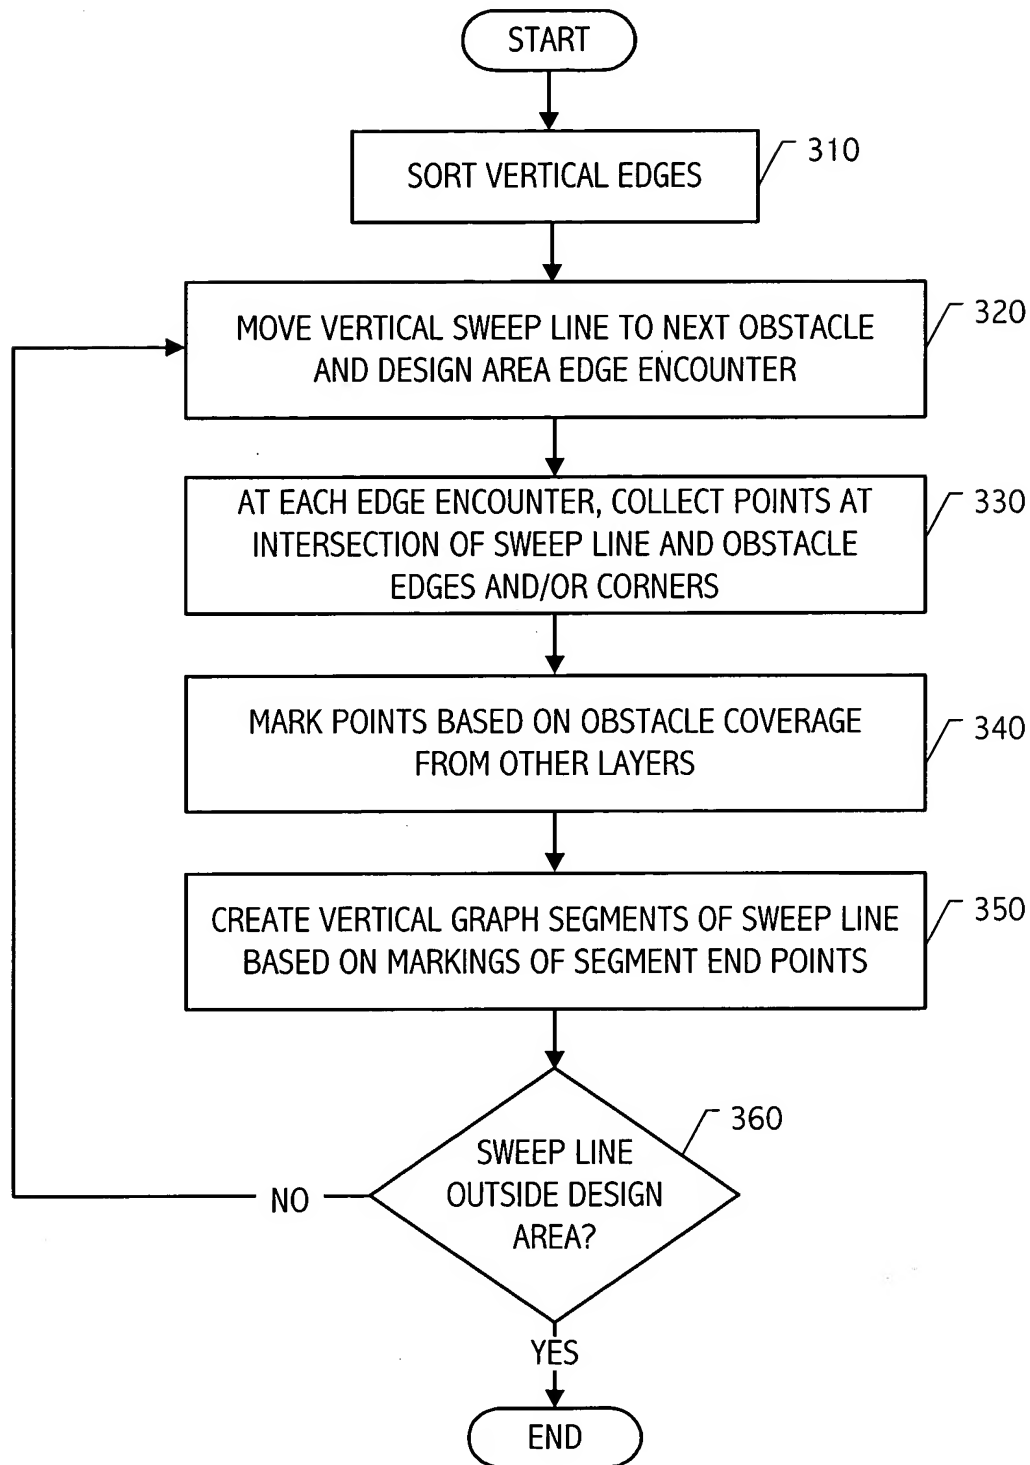 START
SORT VERTICAL EDGES
310
MOVE VERTICAL SWEEP LINE TO NEXT OBSTACLE
AND DESIGN AREA EDGE ENCOUNTER
320
AT EACH EDGE ENCOUNTER, COLLECT POINTS AT
INTERSECTION OF SWEEP LINE AND OBSTACLE
EDGES AND/OR CORNERS
330
MARK POINTS BASED ON OBSTACLE COVERAGE
FROM OTHER LAYERS
340
CREATE VERTICAL GRAPH SEGMENTS OF SWEEP LINE
BASED ON MARKINGS OF SEGMENT END POINTS
350
SWEEP LINE
OUTSIDE DESIGN
AREA?
360
NO
YES
END